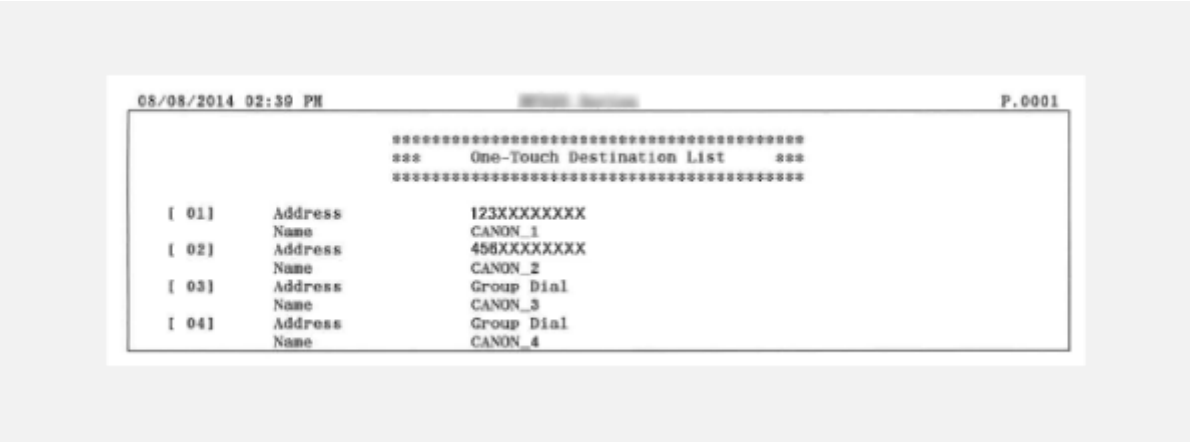 08/08/2014 02:39 PM P.0001
******************************************
*** One-Touch Destination List ***
******************************************
[ 01] Address 123XXXXXXXX
Name CANON_1
[ 02] Address 456XXXXXXXX
Name CANON_2
[ 03] Address Group Dial
Name CANON_3
[ 04] Address Group Dial
Name CANON_4